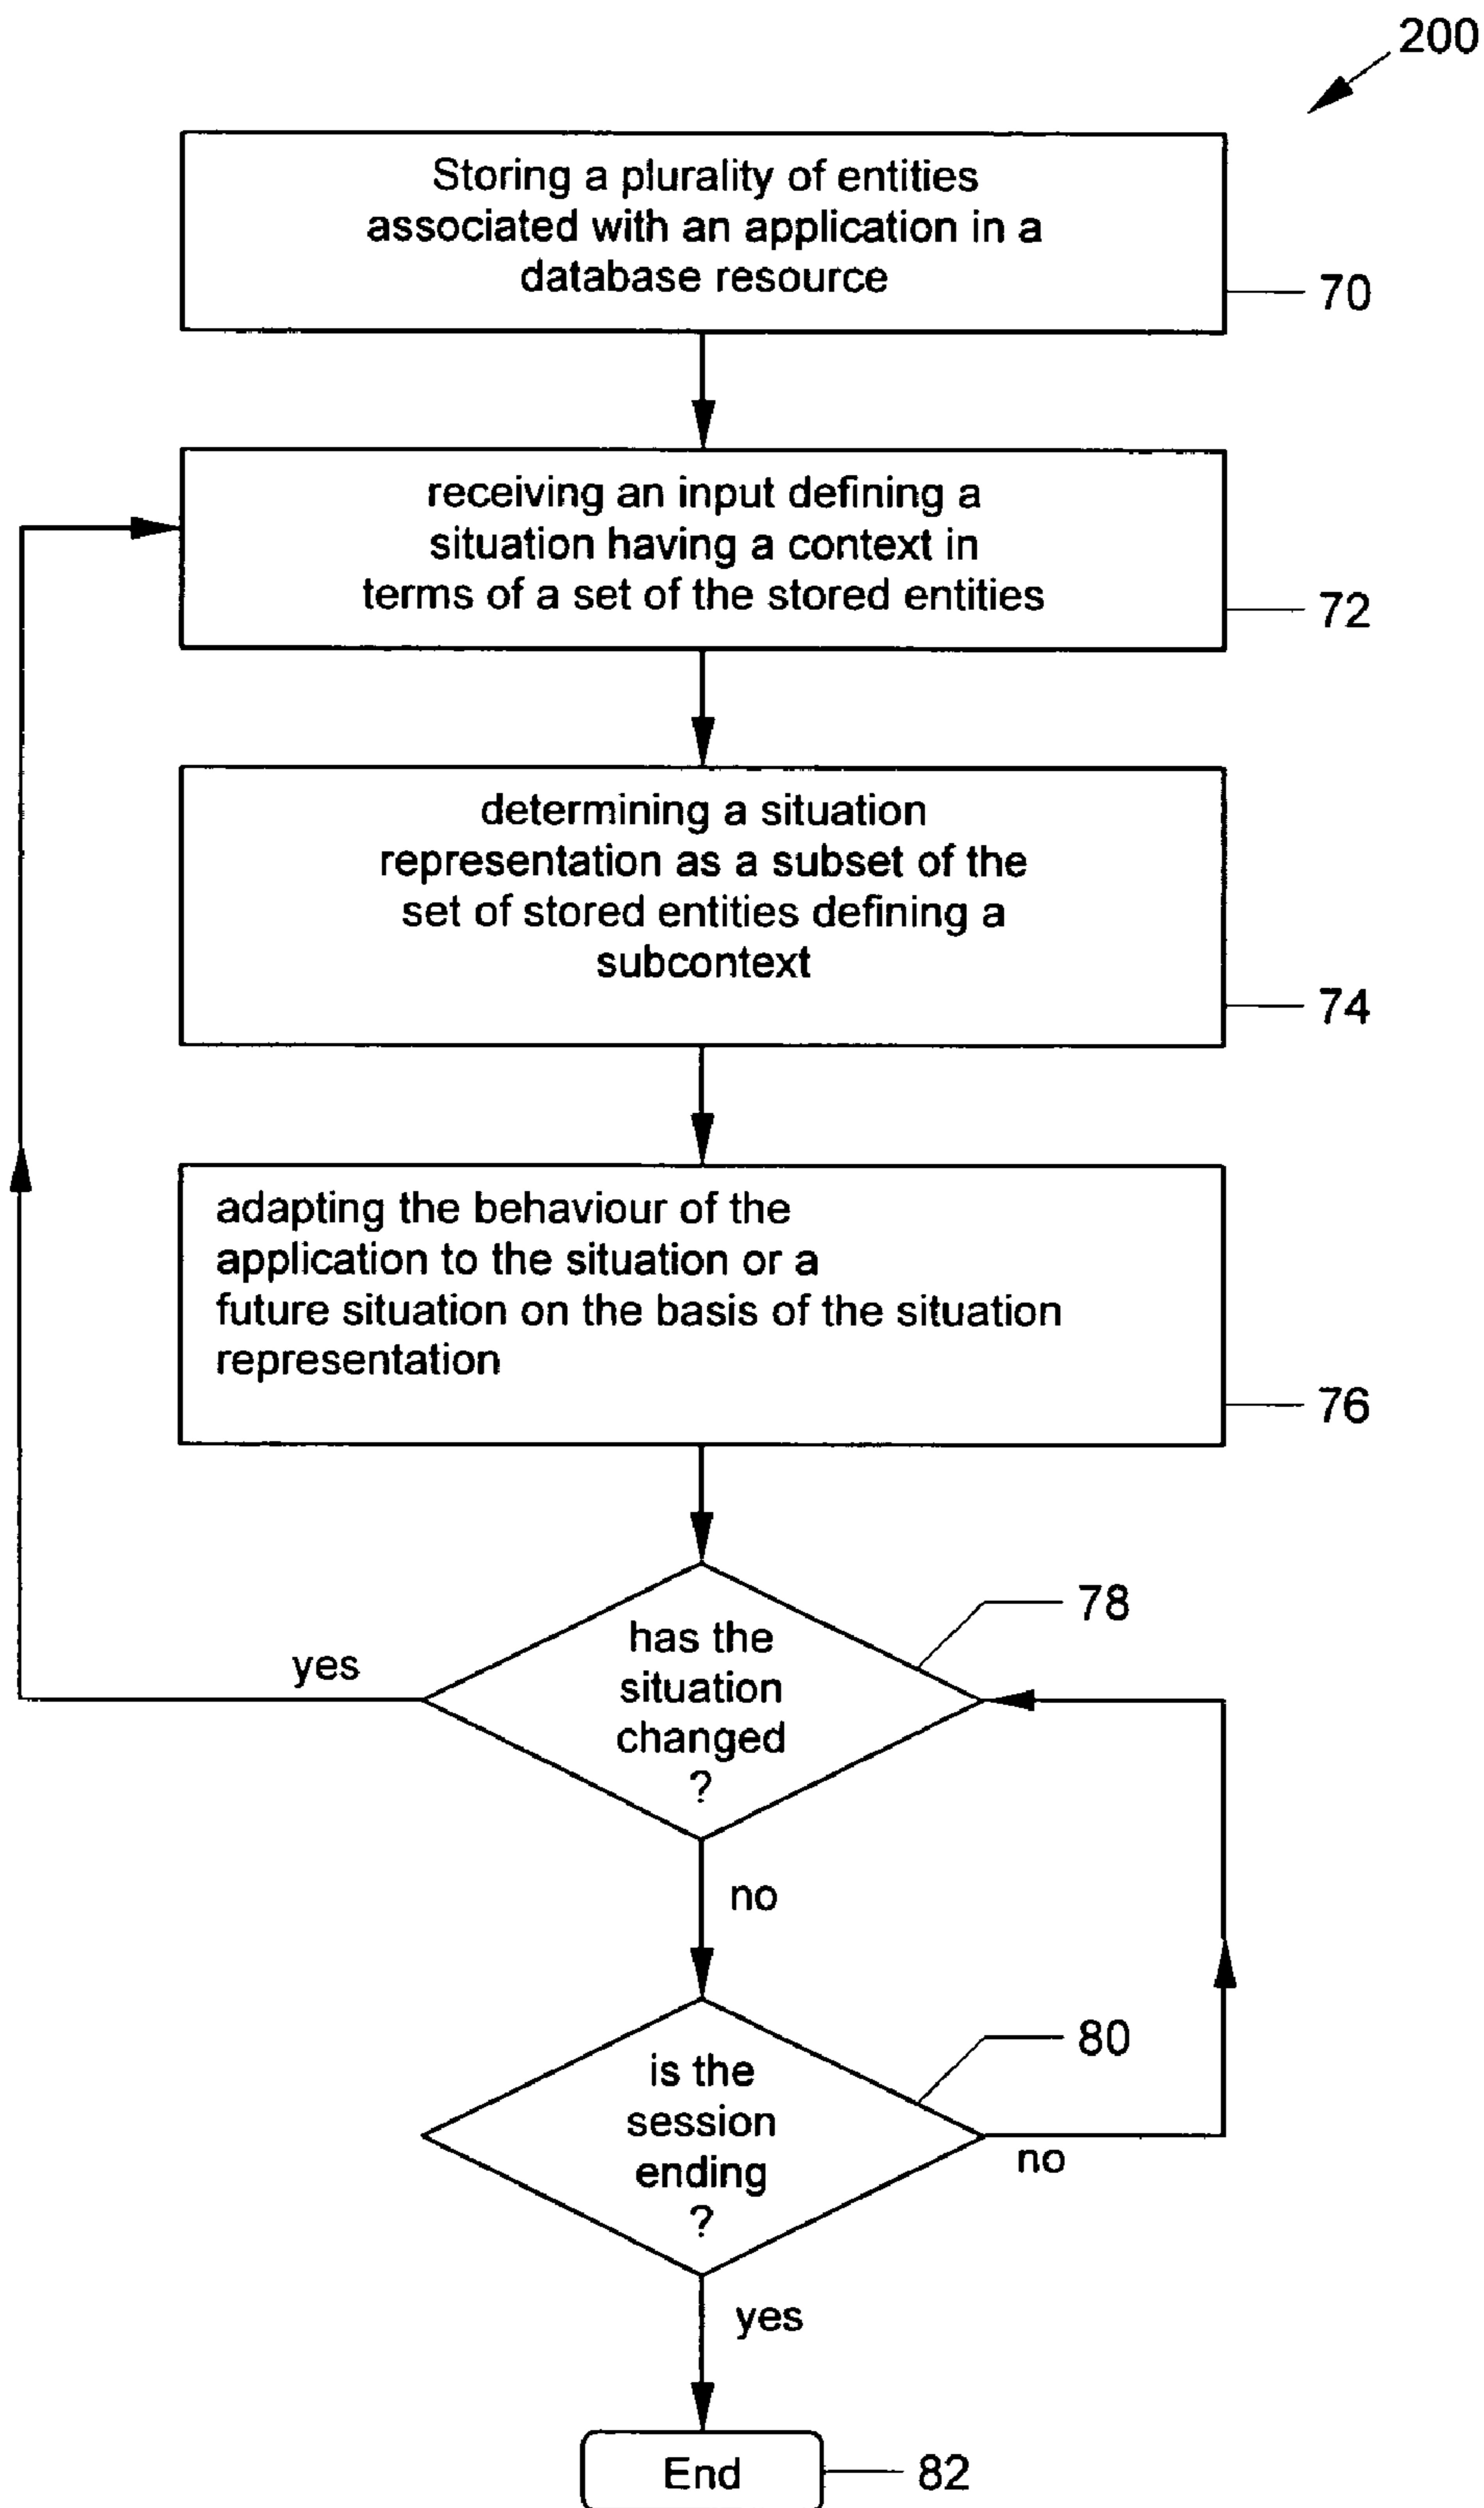 200
Storing a plurality of entities
associated with an application in a
database resource
70
receiving an input defining a
situation having a context in
terms of a set of the stored entities
72
determining a situation
representation as a subset of the
set of stored entities defining a
subcontext
74
adapting the behaviour of the
application to the situation or a
future situation on the basis of the situation
representation
76
78
yes
has the
situation
changed
?
no
80
is the
session
ending
?
no
yes
End
82